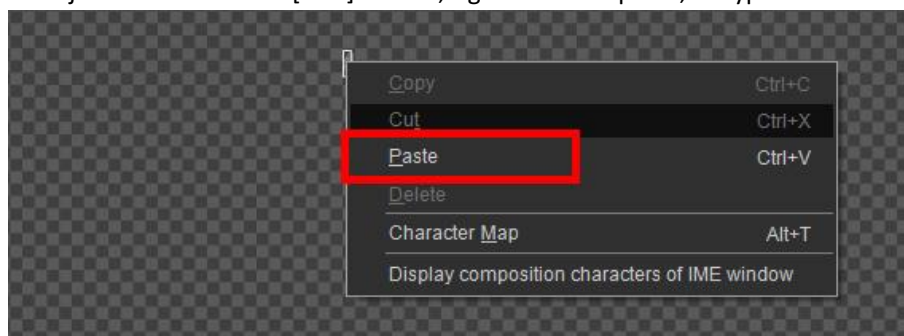 Copy Ctrl+C
Cut Ctrl+X
Paste Ctrl+V
Delete
Character Map Alt+T
Display composition characters of IME window